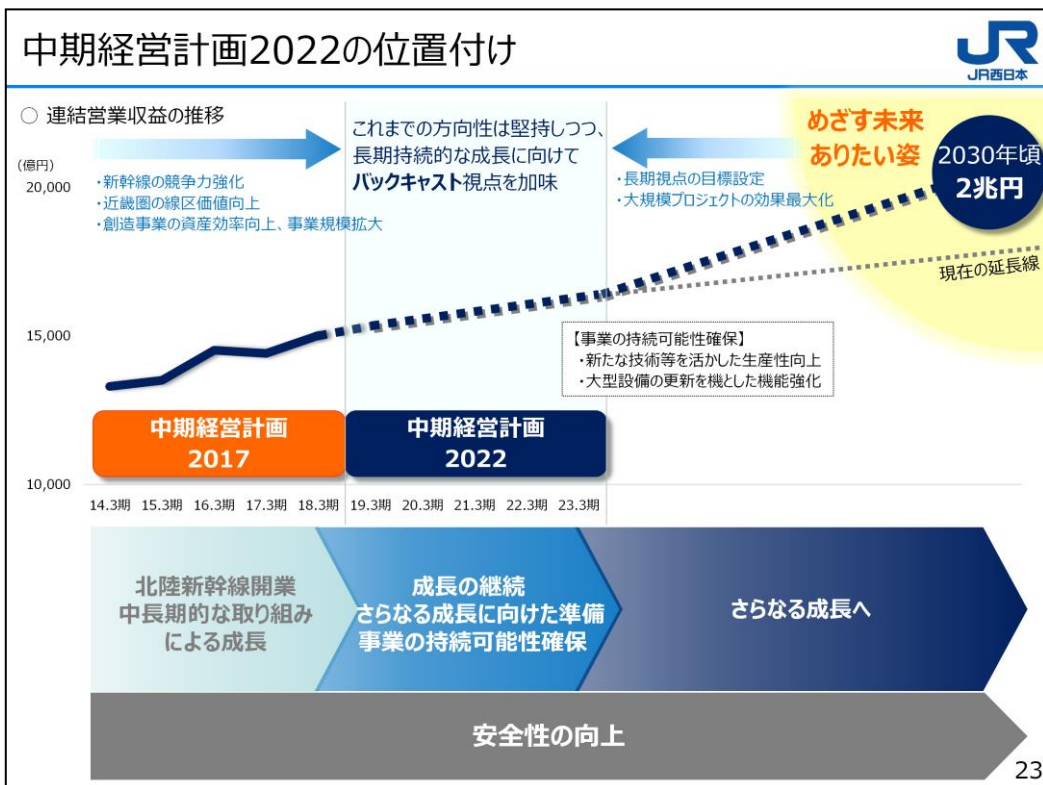 中期経営計画2022の位置付け
JR
JR西日本
○ 連結営業収益の推移
(億円)
20,000
15,000
10,000
・新幹線の競争力強化
・近畿圏の線区価値向上
・創造事業の資産効率向上、事業規模拡大
これまでの方向性は堅持しつつ、
長期持続的な成長に向けて
バックキャスト視点を加味
・長期視点の目標設定
・大規模プロジェクトの効果最大化
めざす未来
ありたい姿
2030年頃
2兆円
現在の延長線
【事業の持続可能性確保】
・新たな技術等を活かした生産性向上
・大型設備の更新を機とした機能強化
中期経営計画
2017
中期経営計画
2022
14.3期 15.3期 16.3期 17.3期 18.3期 19.3期 20.3期 21.3期 22.3期 23.3期
北陸新幹線開業
中長期的な取り組み
による成長
成長の継続
さらなる成長に向けた準備
事業の持続可能性確保
さらなる成長へ
安全性の向上
23